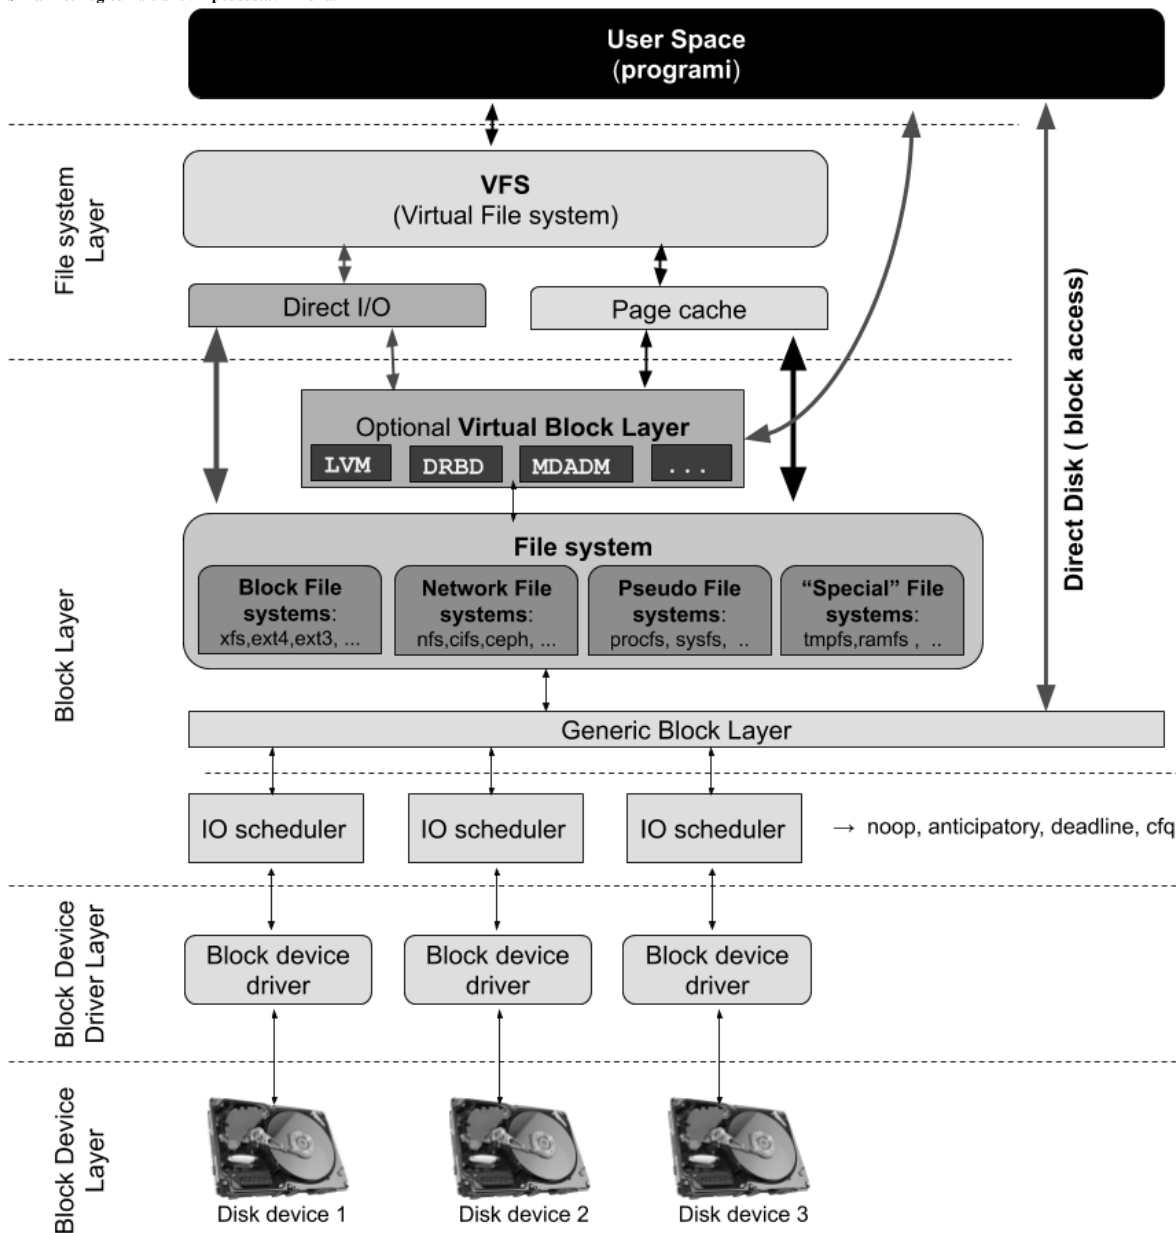 User Space
(programi)
File system
Layer
VFS
(Virtual File system)
Direct I/O
Page cache
Direct Disk ( block access)
Block Layer
Optional Virtual Block Layer
LVM
DRBD
MDADM
...
File system
Block File
systems:
xfs,ext4,ext3, ...
Network File
systems:
nfs,cifs,ceph, ...
Pseudo File
systems:
procfs, sysfs, ..
“Special” File
systems:
tmpfs,ramfs , ..
Generic Block Layer
IO scheduler
IO scheduler
IO scheduler
→ noop, anticipatory, deadline, cfq
Block Device
Driver Layer
Block device
driver
Block device
driver
Block device
driver
Block Device
Layer
Disk device 1
Disk device 2
Disk device 3